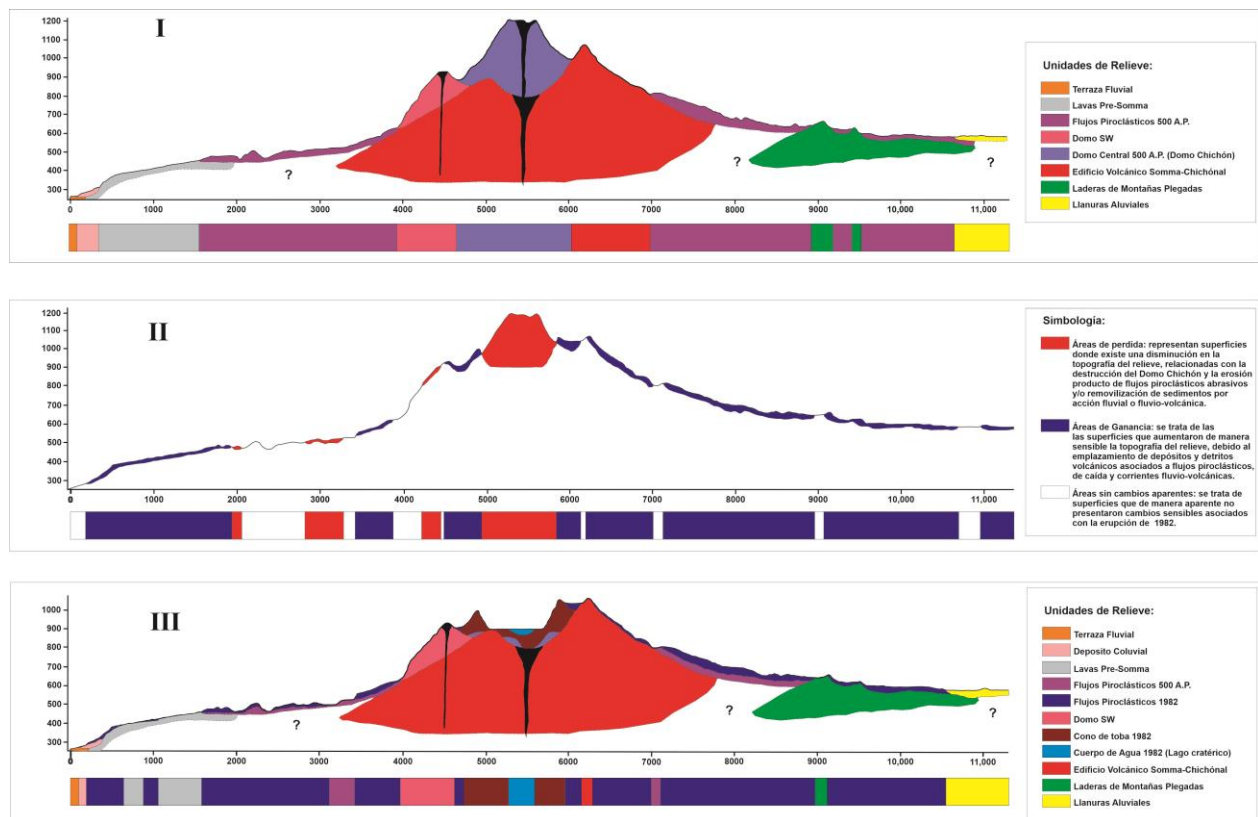 I
1200
1100
1000
900
800
700
600
500
400
300
?
?
?
0
1000
2000
3000
4000
5000
6000
7000
8000
9000
10,000
11,000
Unidades de Relieve:
Terraza Fluvial
Lavas Pre-Somma
Flujos Piroclásticos 500 A.P.
Domo SW
Domo Central 500 A.P. (Domo Chichón)
Edificio Volcánico Somma-Chichónal
Laderas de Montañas Plegadas
Llanuras Aluviales
II
1200
1100
1000
900
800
700
600
500
400
300
0
1000
2000
3000
4000
5000
6000
7000
8000
9000
10,000
11,000
Simbología:
Áreas de perdida: representan superficies
donde existe una disminución en la
topografía del relieve, relacionadas con la
destrucción del Domo Chichón y la erosión
producto de flujos piroclásticos abrasivos
y/o removilización de sedimentos por
acción fluvial o fluvio-volcánica.
Áreas de Ganancia: se trata de las
las superficies que aumentaron de manera
sensible la topografía del relieve, debido al
emplazamiento de depósitos y detritos
volcánicos asociados a flujos piroclásticos,
de caída y corrientes fluvio-volcánicas.
Áreas sin cambios aparentes: se trata de
superficies que de manera aparente no
presentaron cambios sensibles asociados
con la erupción de 1982.
III
1000
900
800
700
600
500
400
300
?
?
?
0
1000
2000
3000
4000
5000
6000
7000
8000
9000
10,000
11,000
Unidades de Relieve:
Terraza Fluvial
Deposito Coluvial
Lavas Pre-Somma
Flujos Piroclásticos 500 A.P.
Flujos Piroclásticos 1982
Domo SW
Cono de toba 1982
Cuerpo de Agua 1982 (Lago cratérico)
Edificio Volcánico Somma-Chichónal
Laderas de Montañas Plegadas
Llanuras Aluviales